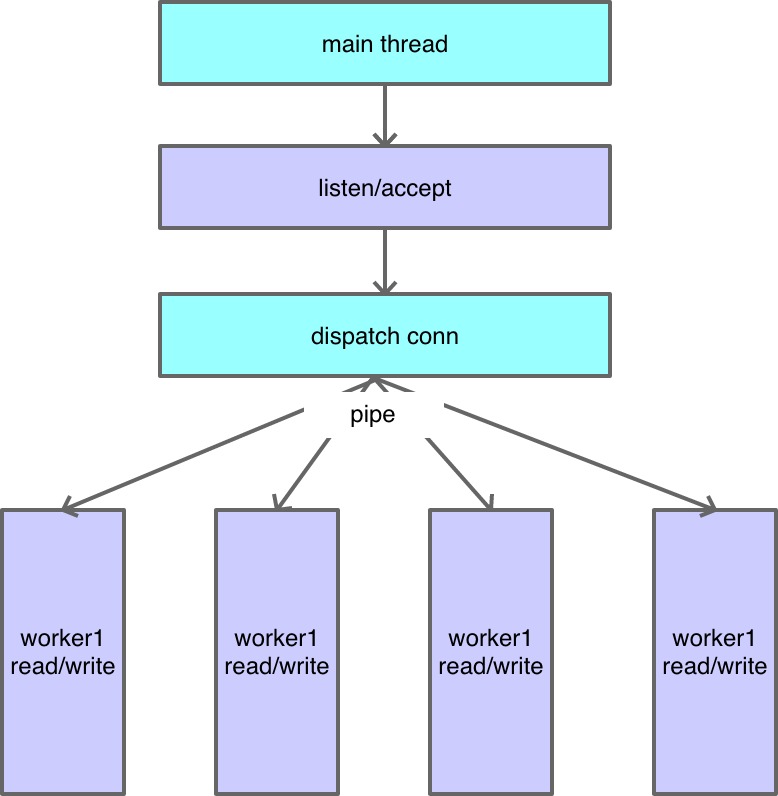 main thread
listen/accept
dispatch conn
pipe
worker1
read/write
worker1
read/write
worker1
read/write
worker1
read/write